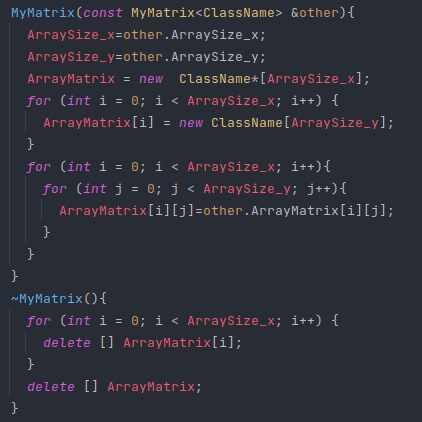 MyMatrix(const MyMatrix<ClassName> &other){
ArraySize_x=other.ArraySize_x;
ArraySize_y=other.ArraySize_y;
ArrayMatrix = new  ClassName*[ArraySize_x];
for (int i = 0; i < ArraySize_x; i++) {
ArrayMatrix[i] = new ClassName[ArraySize_y];
}
for (int i = 0; i < ArraySize_x; i++){
for (int j = 0; j < ArraySize_y; j++){
ArrayMatrix[i][j]=other.ArrayMatrix[i][j];
}
}
}
~MyMatrix(){
for (int i = 0; i < ArraySize_x; i++) {
delete [] ArrayMatrix[i];
}
delete [] ArrayMatrix;
}